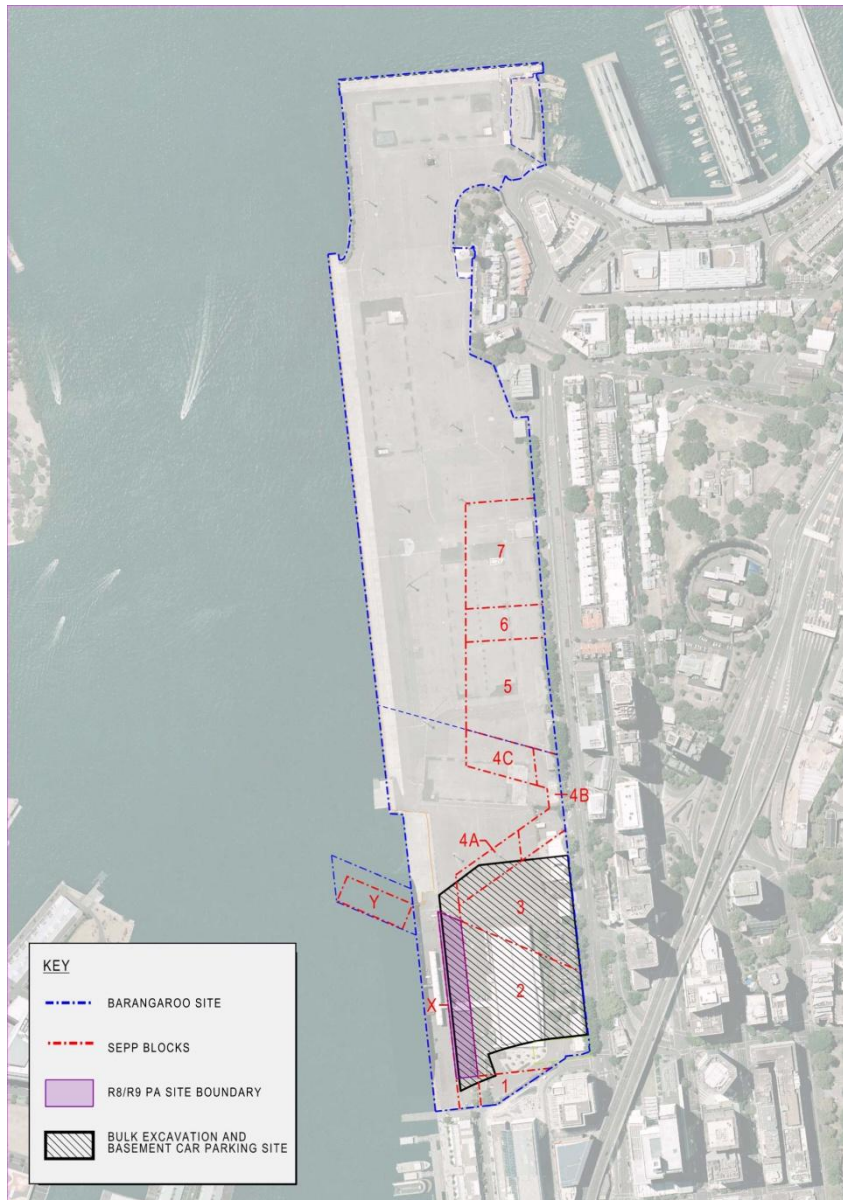 7
6
5
4C
4B
4A
3
Y
2
X
1
KEY
BARANGAROO SITE
SEPP BLOCKS
R8/R9 PA SITE BOUNDARY
BULK EXCAVATION AND
BASEMENT CAR PARKING SITE